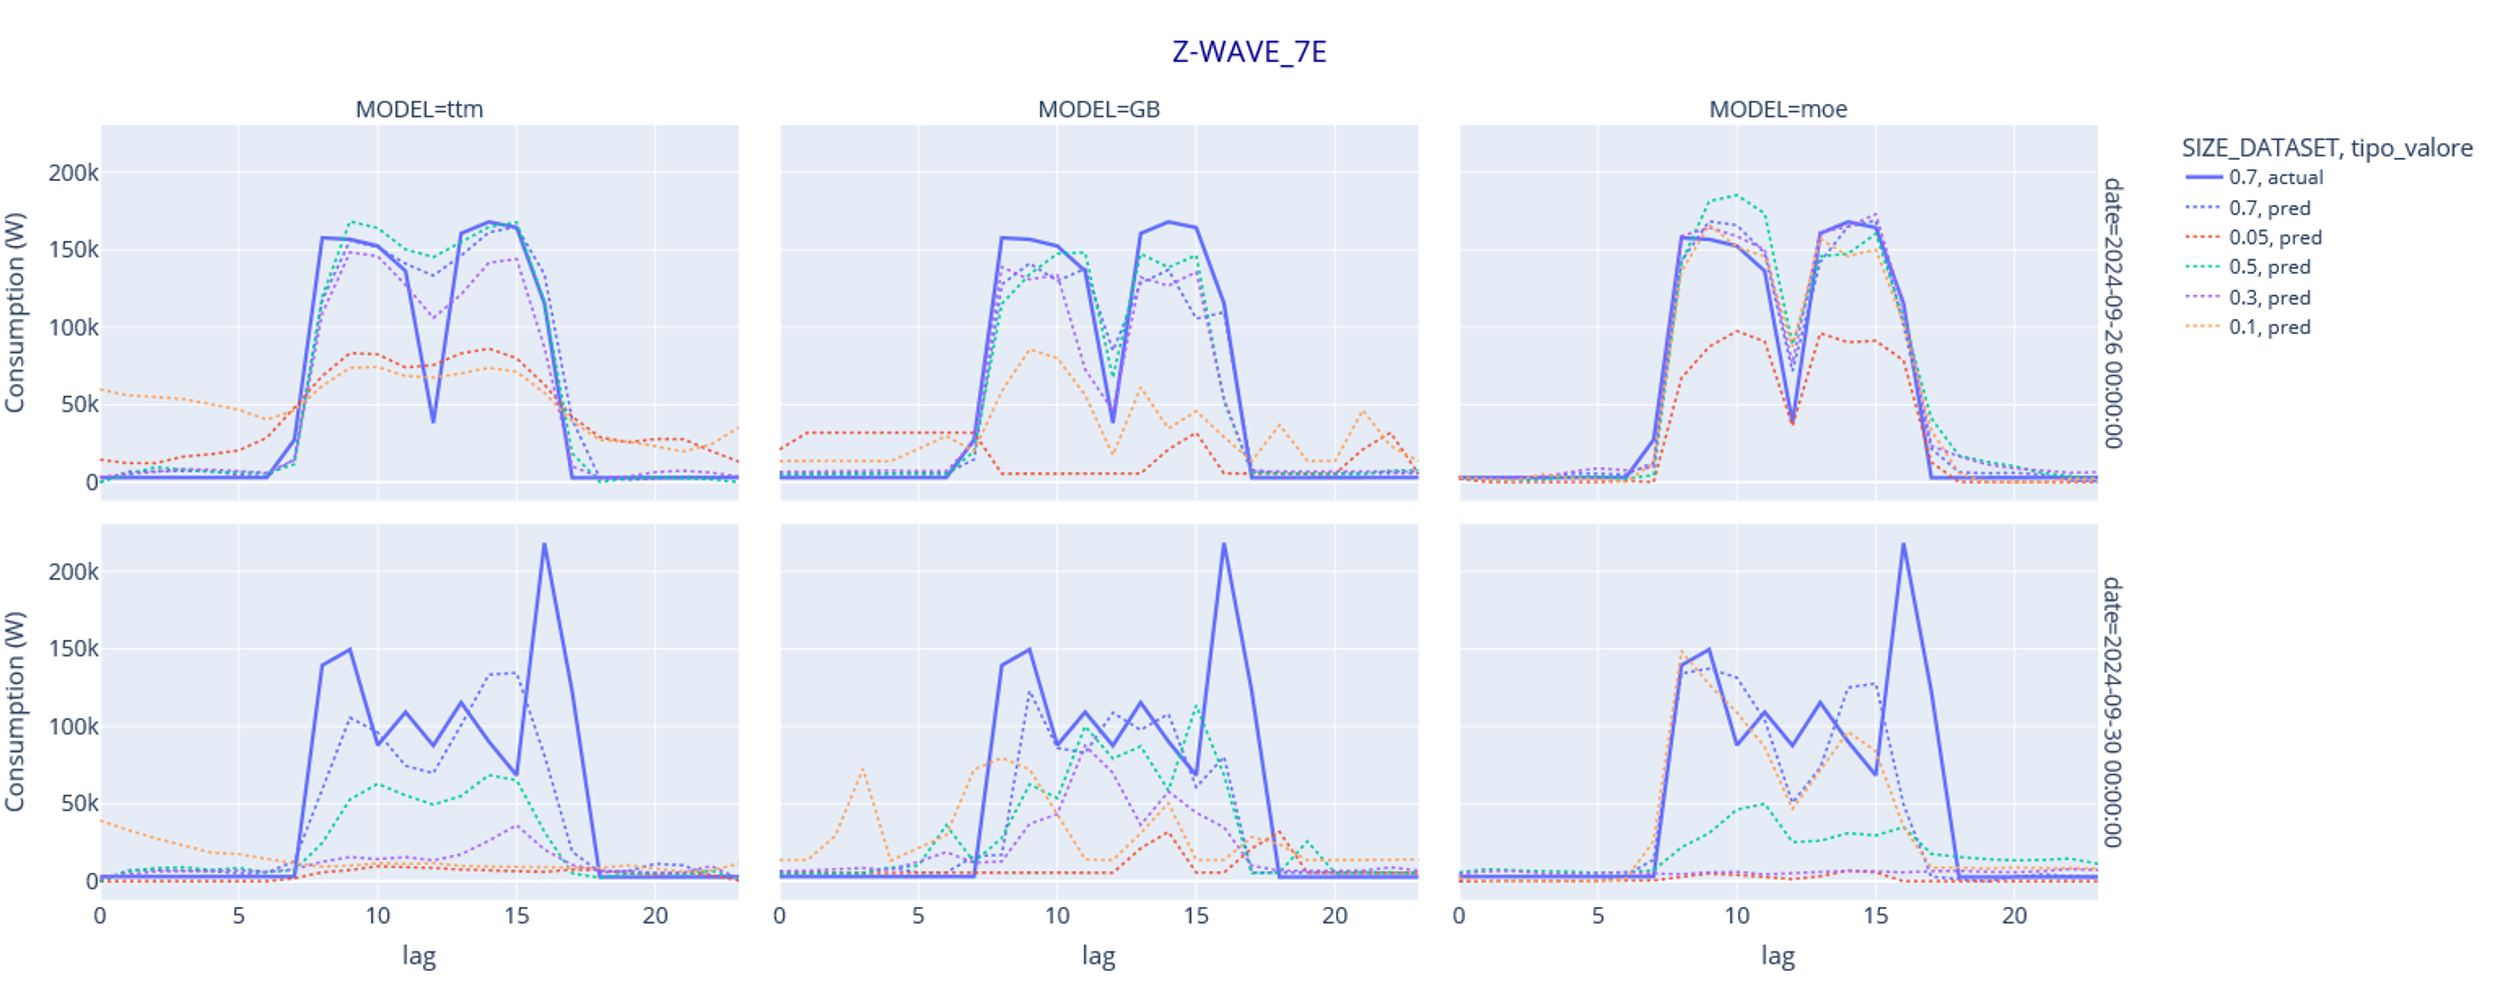 Z-WAVE_7E
MODEL=ttm
MODEL=GB
MODEL=moe
SIZE_DATASET, tipo_valore
0.7, actual
0.7, pred
0.05, pred
0.5, pred
0.3, pred
0.1, pred
Consumption (W)
200k
150k
100k
50k
0
date=2024-09-26 00:00:00
Consumption (W)
200k
150k
100k
50k
0
date=2024-09-30 00:00:00
0 5 10 15 20
0 5 10 15 20
0 5 10 15 20
lag
lag
lag